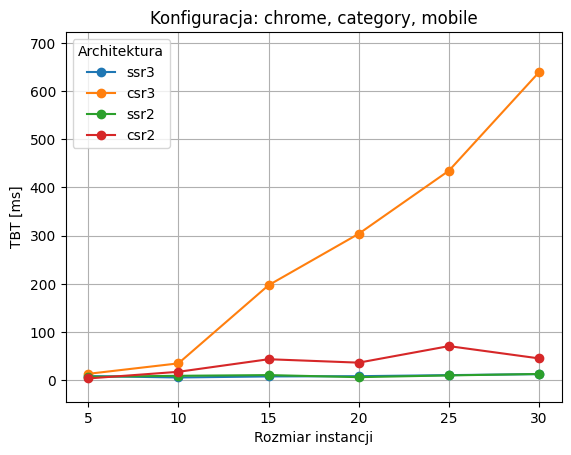 Konfiguracja: chrome, category, mobile
Architektura
ssr3
csr3
ssr2
csr2
TBT [ms]
700
600
500
400
300
200
100
0
5 10 15 20 25 30
Rozmiar instancji